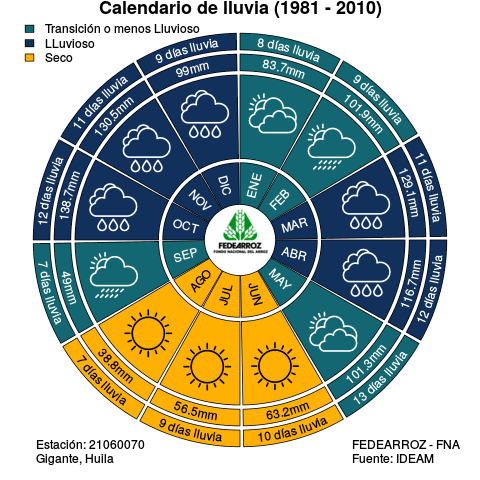 Calendario de lluvia (1981 - 2010)
Transición o menos Lluvioso
LLuvioso
Seco
8 días lluvia
83.7mm
ENE
9 días lluvia
101.9mm
FEB
11 días lluvia
129.1mm
MAR
12 días lluvia
116.7mm
ABR
13 días lluvia
101.3mm
MAY
10 días lluvia
63.2mm
JUN
9 días lluvia
56.5mm
JUL
7 días lluvia
38.8mm
AGO
7 días lluvia
49mm
SEP
12 días lluvia
138.7mm
OCT
11 días lluvia
130.5mm
NOV
9 días lluvia
99mm
DIC
FEDEARROZ
FONDO NACIONAL DEL ARROZ
Estación: 21060070
Gigante, Huila
FEDEARROZ - FNA
Fuente: IDEAM